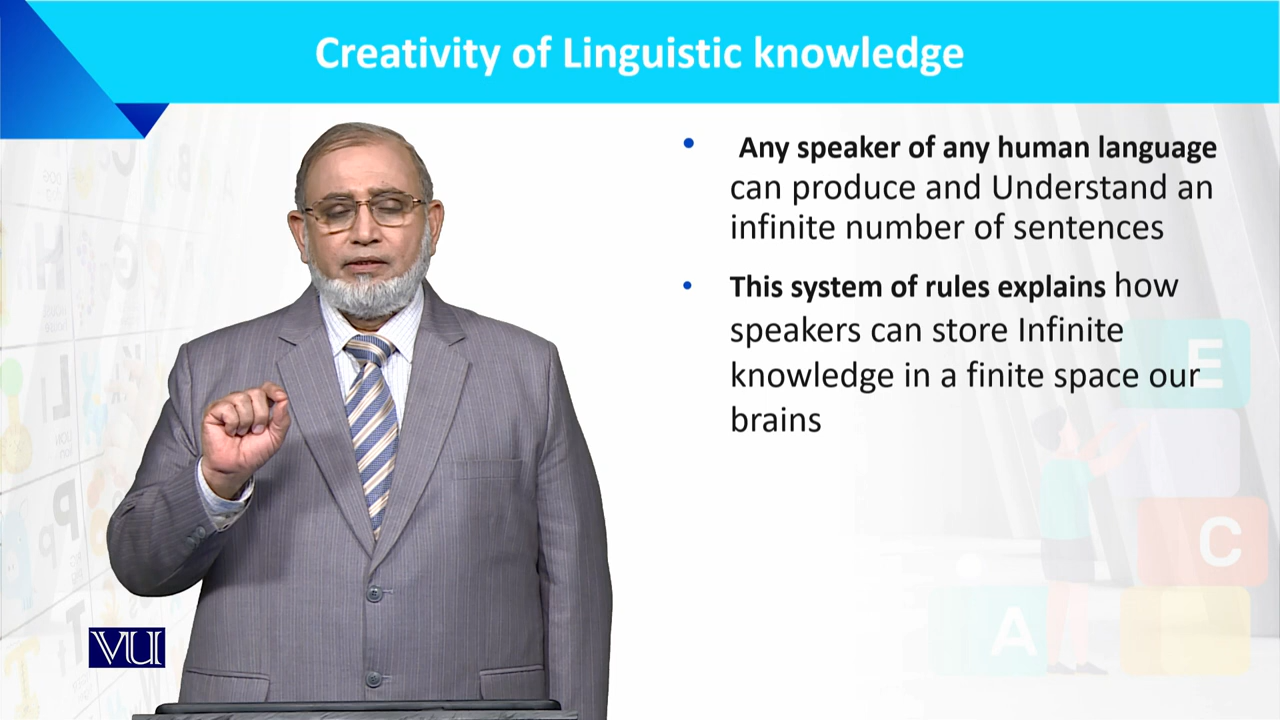 Creativity of Linguistic knowledge
• Any speaker of any human language
can produce and Understand an
infinite number of sentences
• This system of rules explains how
speakers can store Infinite
knowledge in a finite space our
brains
E
C
A
VU